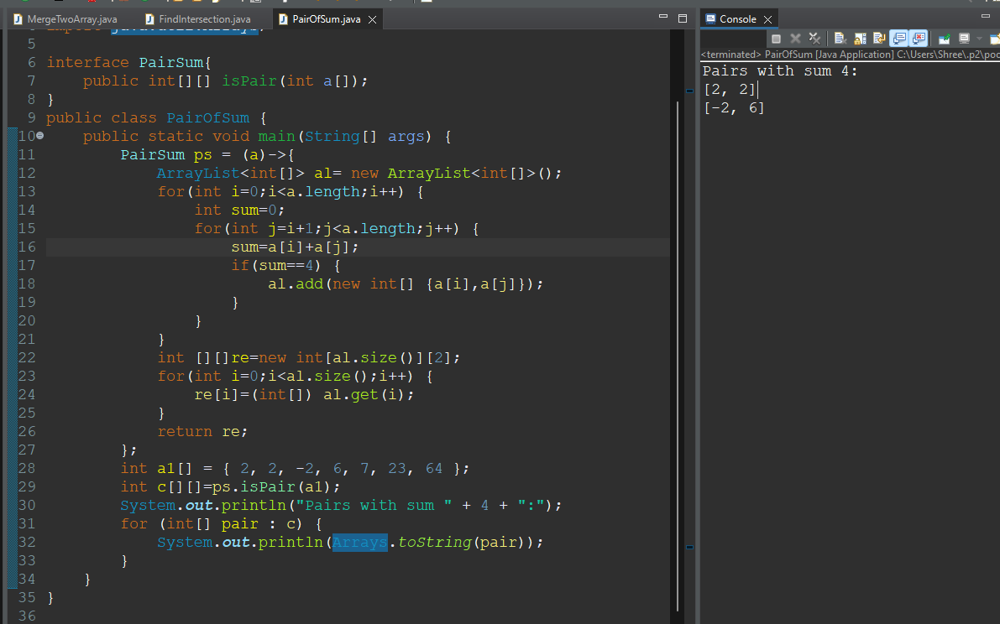 MergeTwoArray.java FindIntersection.java PairOfSum.java
5
6 interface PairSum{
7 public int[][] isPair(int a[]);
8 }
9 public class PairOfSum {
10 public static void main(String[] args) {
11 PairSum ps = (a)->{
12 ArrayList<int[]> al= new ArrayList<int[]>();
13 for(int i=0;i<a.length;i++) {
14 int sum=0;
15 for(int j=i+1;j<a.length;j++) {
16 sum=a[i]+a[j];
17 if(sum==4) {
18 al.add(new int[] {a[i],a[j]});
19 }
20 }
21 }
22 int [][]re=new int[al.size()][2];
23 for(int i=0;i<al.size();i++) {
24 re[i]=(int[]) al.get(i);
25 }
26 return re;
27 };
28 int a1[] = { 2, 2, -2, 6, 7, 23, 64 };
29 int c[][]=ps.isPair(a1);
30 System.out.println("Pairs with sum " + 4 + ":");
31 for (int[] pair : c) {
32 System.out.println(Arrays.toString(pair));
33 }
34 }
35 }
36
Console
<terminated> PairOfSum [Java Application] C:\Users\Shree\.p2\poo
Pairs with sum 4:
[2, 2]
[-2, 6]